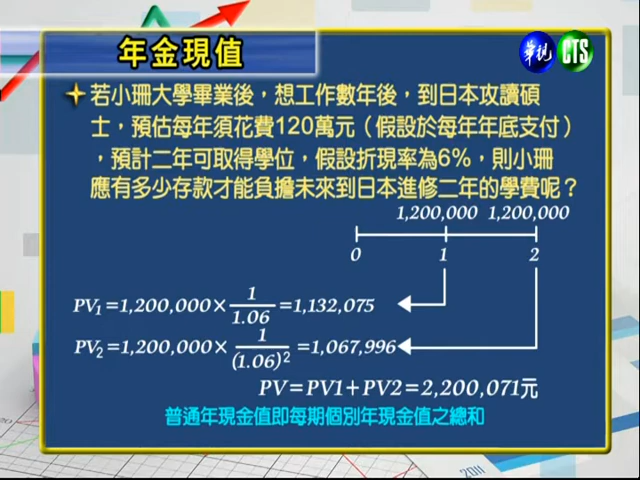 年金現值
華視 CTS
若小珊大學畢業後，想工作數年後，到日本攻讀碩
士，預估每年須花費120萬元（假設於每年年底支付）
，預計二年可取得學位，假設折現率為6%，則小珊
應有多少存款才能負擔未來到日本進修二年的學費呢？
1,200,000 1,200,000
0 1 2
PV₁=1,200,000×1/1.06=1,132,075
PV₂=1,200,000×1/(1.06)²=1,067,996
PV=PV1+PV2=2,200,071元
普通年現金值即每期個別年現金值之總和
2011